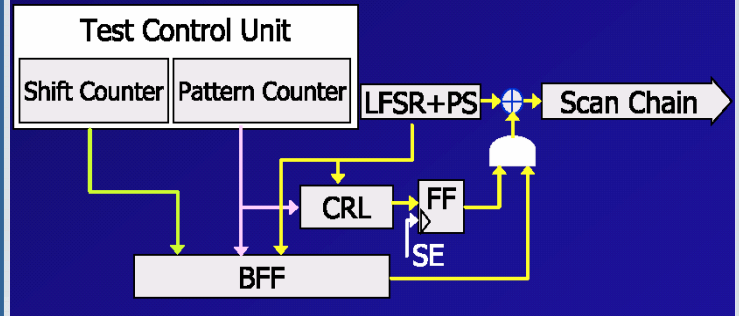 Test Control Unit
Shift Counter
Pattern Counter
LFSR+PS
Scan Chain
CRL
FF
SE
BFF